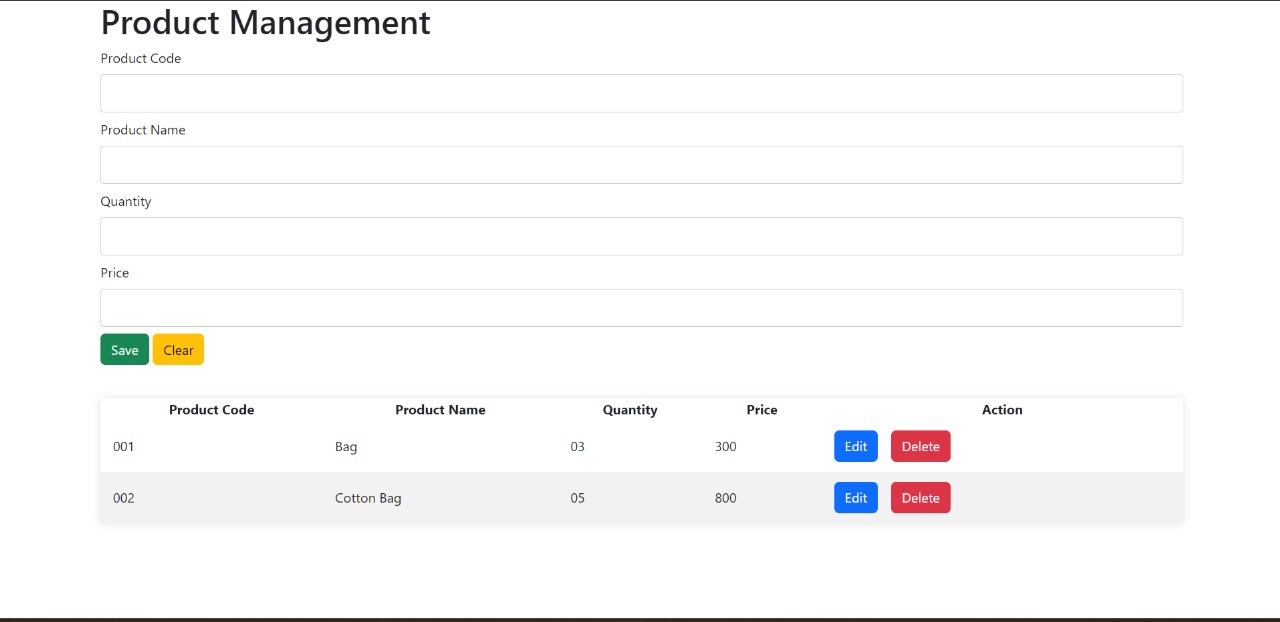 Product Management
Product Code
Product Name
Quantity
Price
Save Clear
Product Code Product Name Quantity Price Action
001 Bag 03 300 Edit Delete
002 Cotton Bag 05 800 Edit Delete